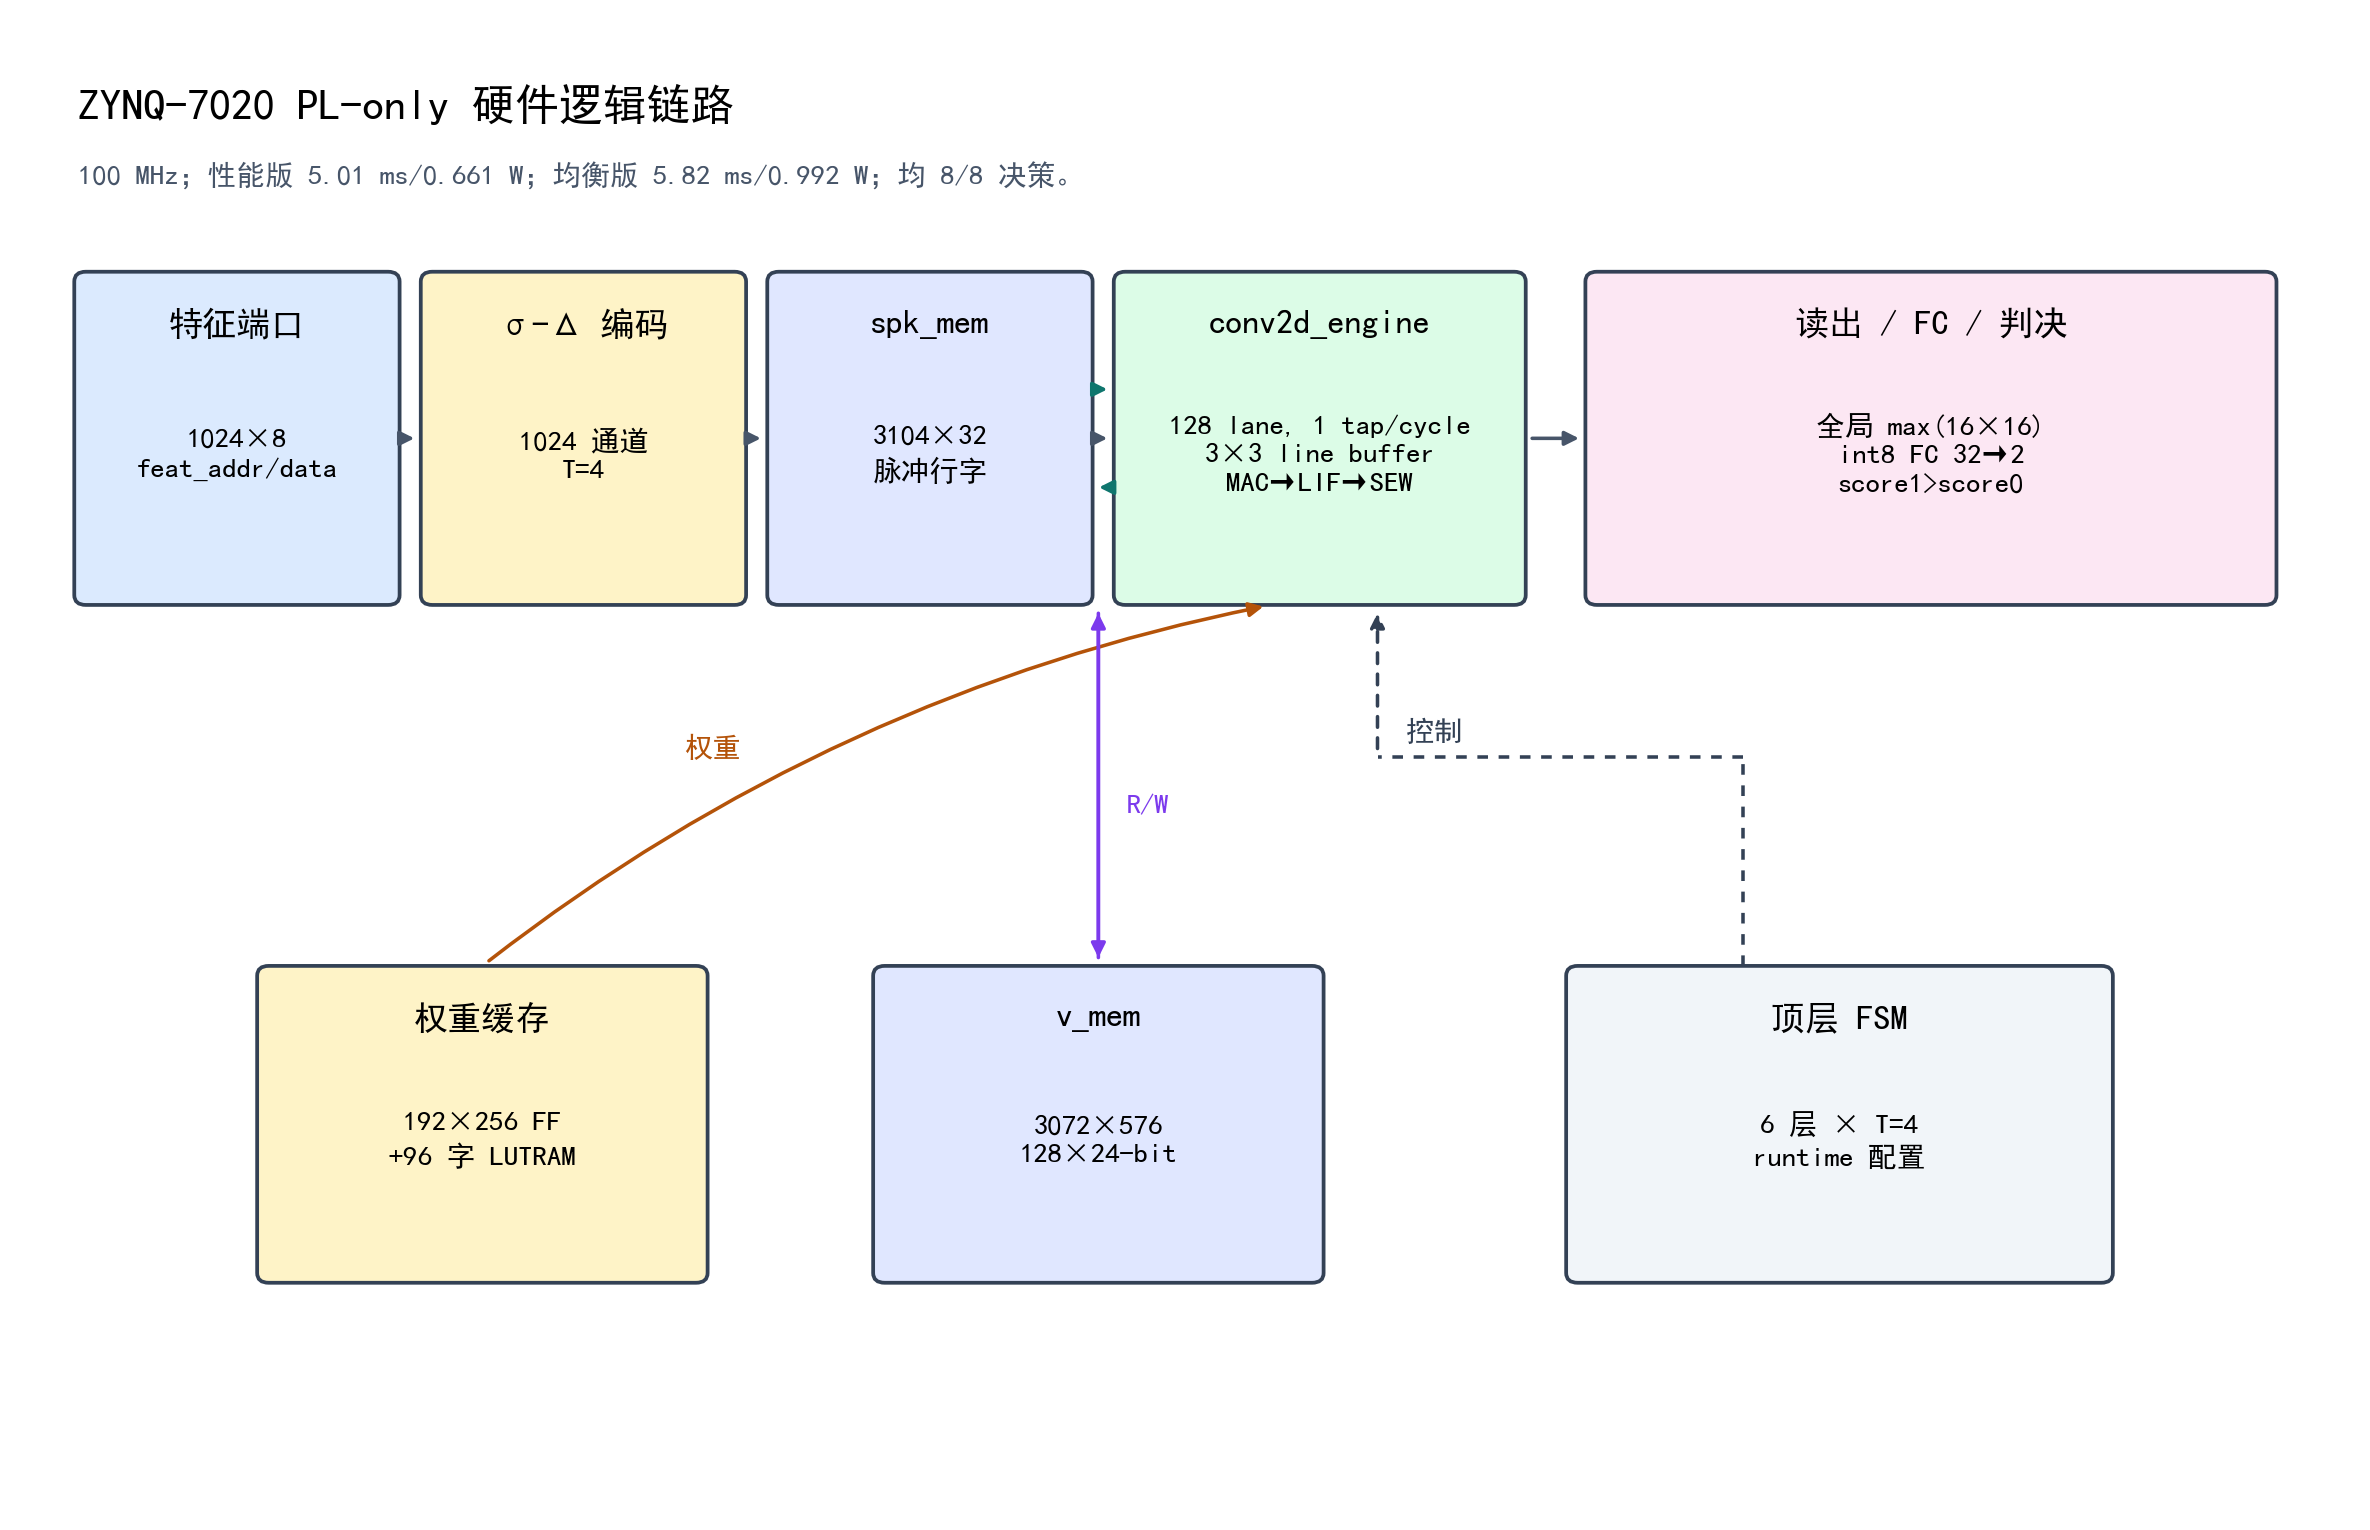 ZYNQ-7020 PL-only 硬件逻辑链路
100 MHz；性能版 5.01 ms/0.661 W；均衡版 5.82 ms/0.992 W；均 8/8 决策。
特征端口
1024×8
feat_addr/data
σ-Δ 编码
1024 通道
T=4
spk_mem
3104×32
脉冲行字
conv2d_engine
128 lane, 1 tap/cycle
3×3 line buffer
MAC→LIF→SEW
读出 / FC / 判决
全局 max(16×16)
int8 FC 32→2
score1>score0
权重
R/W
控制
权重缓存
192×256 FF
+96 字 LUTRAM
v_mem
3072×576
128×24-bit
顶层 FSM
6 层 × T=4
runtime 配置